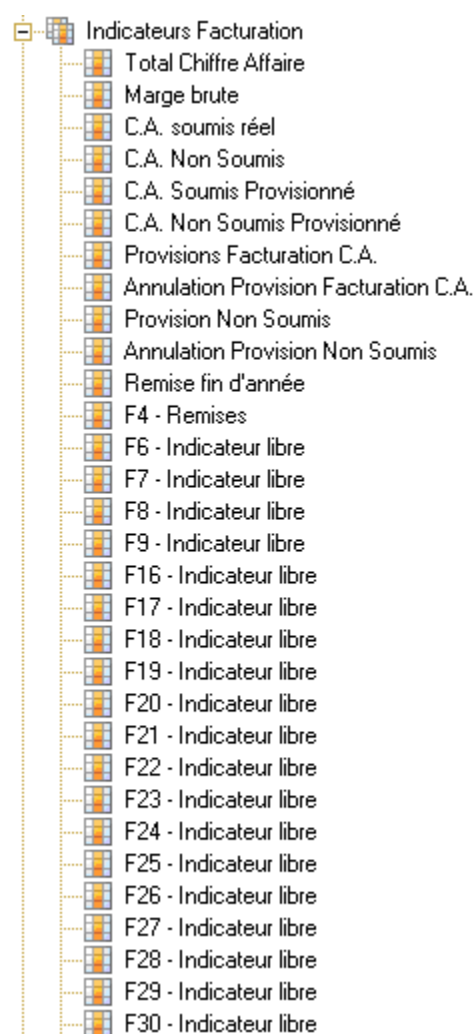 Indicateurs Facturation
Total Chiffre Affaire
Marge brute
C.A. soumis réel
C.A. Non Soumis
C.A. Soumis Provisionné
C.A. Non Soumis Provisionné
Provisions Facturation C.A.
Annulation Provision Facturation C.A.
Provision Non Soumis
Annulation Provision Non Soumis
Remise fin d'année
F4 - Remises
F6 - Indicateur libre
F7 - Indicateur libre
F8 - Indicateur libre
F9 - Indicateur libre
F16 - Indicateur libre
F17 - Indicateur libre
F18 - Indicateur libre
F19 - Indicateur libre
F20 - Indicateur libre
F21 - Indicateur libre
F22 - Indicateur libre
F23 - Indicateur libre
F24 - Indicateur libre
F25 - Indicateur libre
F26 - Indicateur libre
F27 - Indicateur libre
F28 - Indicateur libre
F29 - Indicateur libre
F30 - Indicateur libre